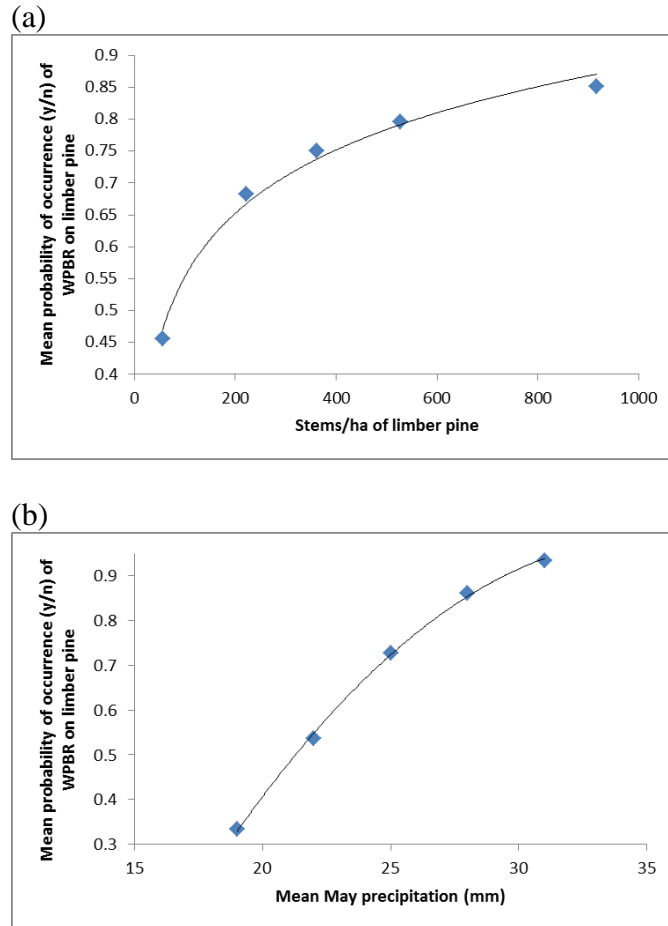 (a)
Mean probability of occurrence (y/n) of
WPBR on limber pine
0.9
0.85
0.8
0.75
0.7
0.65
0.6
0.55
0.5
0.45
0.4
0 200 400 600 800 1000
Stems/ha of limber pine
(b)
Mean probability of occurrence (y/n) of
WPBR on limber pine
0.9
0.8
0.7
0.6
0.5
0.4
0.3
15 20 25 30 35
Mean May precipitation (mm)